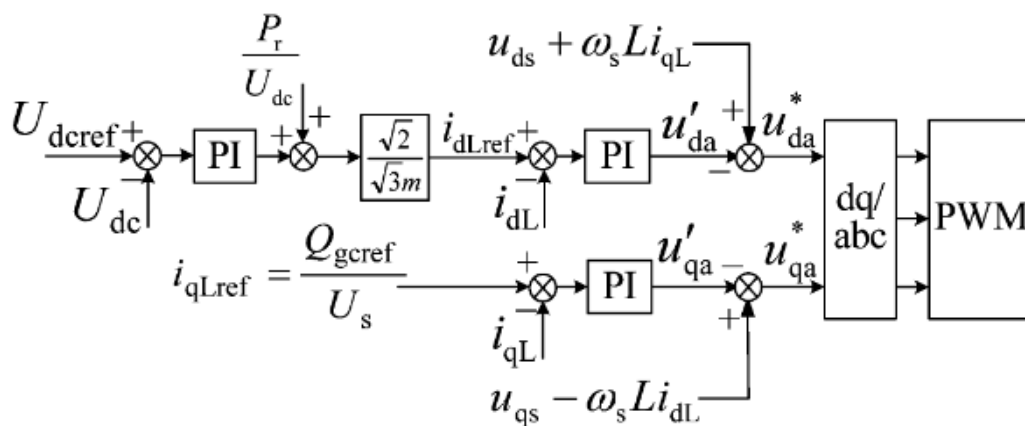 P_r / U_dc
u_ds + ω_s L i_qL
U_dcref + − U_dc
PI
+ +
√2 / √3m
i_dLref + − i_dL
PI
u′_da − + u*_da
i_qLref = Q_gcref / U_s
+ − i_qL
PI
u′_qa − + u*_qa
u_qs − ω_s L i_dL
dq/
abc
PWM